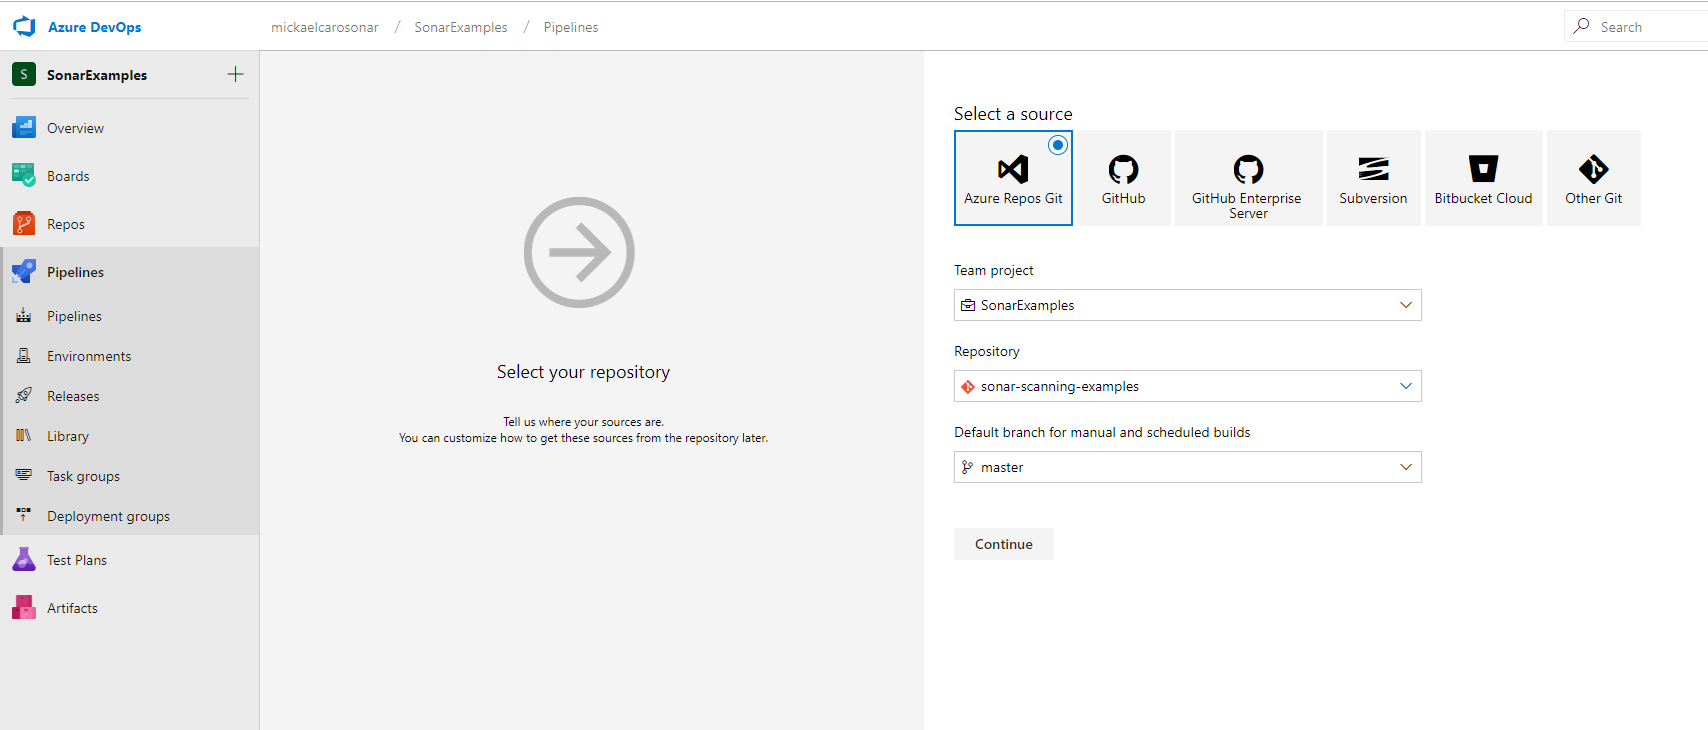 Azure DevOps
mickaelcarosonar / SonarExamples / Pipelines
Search
S SonarExamples
Overview
Boards
Repos
Pipelines
Pipelines
Environments
Releases
Library
Task groups
Deployment groups
Test Plans
Artifacts
Select your repository
Tell us where your sources are.
You can customize how to get these sources from the repository later.
Select a source
Azure Repos Git
GitHub
GitHub Enterprise
Server
Subversion
Bitbucket Cloud
Other Git
Team project
SonarExamples
Repository
sonar-scanning-examples
Default branch for manual and scheduled builds
master
Continue